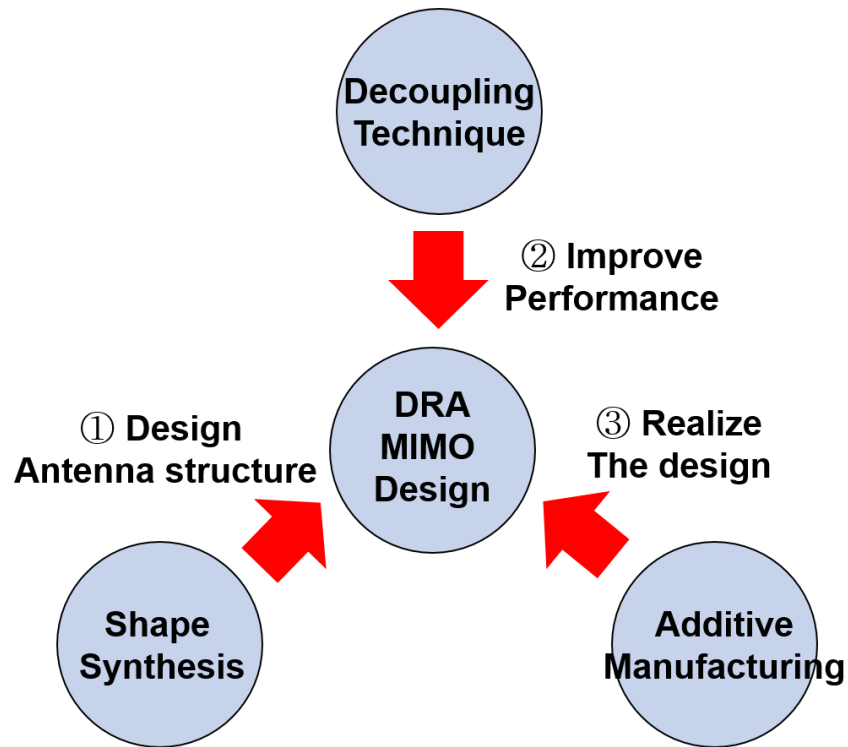 Decoupling
Technique
② Improve
Performance
DRA
MIMO
Design
① Design
Antenna structure
③ Realize
The design
Shape
Synthesis
Additive
Manufacturing